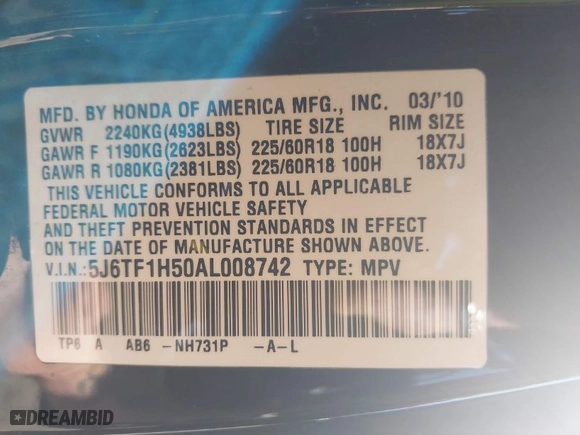 MFD. BY HONDA OF AMERICA MFG., INC. 03/'10
GVWR 2240KG(4938LBS) TIRE SIZE RIM SIZE
GAWR F 1190KG(2623LBS) 225/60R18 100H 18X7J
GAWR R 1080KG(2381LBS) 225/60R18 100H 18X7J
THIS VEHICLE CONFORMS TO ALL APPLICABLE
FEDERAL MOTOR VEHICLE SAFETY
AND THEFT PREVENTION STANDARDS IN EFFECT
ON THE DATE OF MANUFACTURE SHOWN ABOVE.
V.I.N.:5J6TF1H50AL008742 TYPE: MPV
TP6 A AB6 -NH731P -A-L
DREAMBID